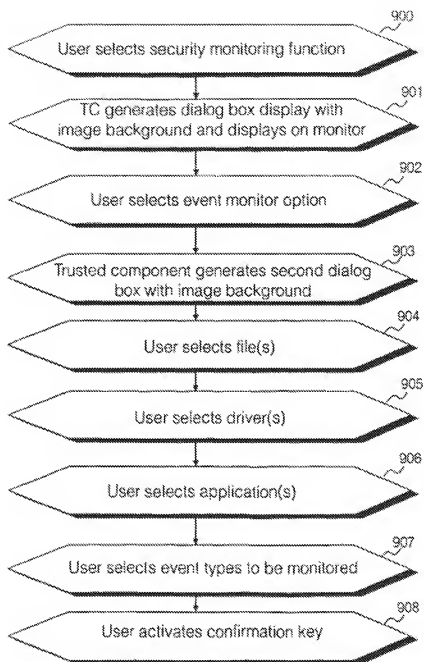 900
User selects security monitoring function
901
TC generates dialog box display with
image background and displays on monitor
902
User selects event monitor option
903
Trusted component generates second dialog
box with image background
904
User selects file(s)
905
User selects driver(s)
906
User selects application(s)
907
User selects event types to be monitored
908
User activates confirmation key